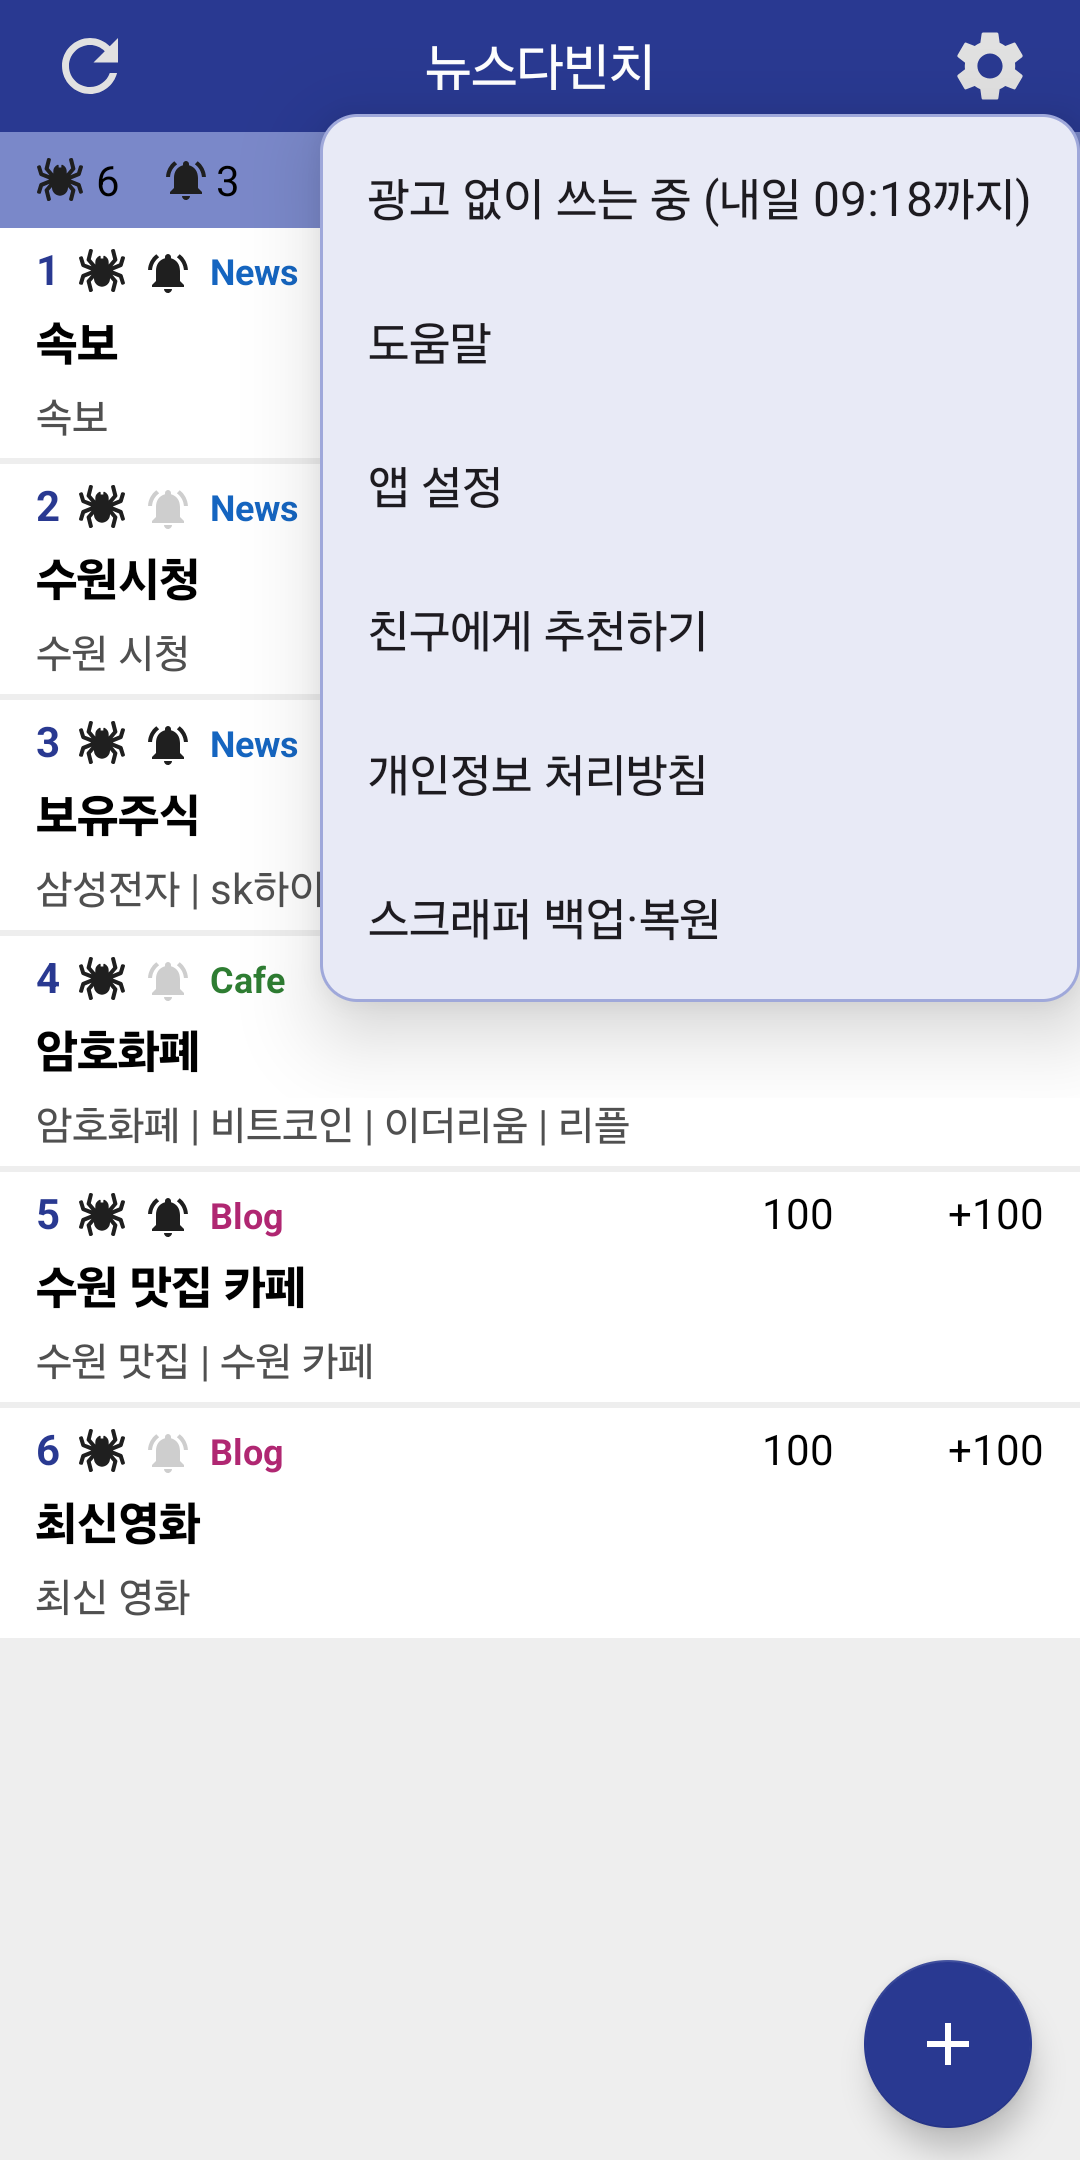 뉴스다빈치
6 3
광고 없이 쓰는 중 (내일 09:18까지)
도움말
앱 설정
친구에게 추천하기
개인정보 처리방침
스크래퍼 백업·복원
1 News
속보
속보
2 News
수원시청
수원 시청
3 News
보유주식
삼성전자 | sk하이
4 Cafe
암호화폐
암호화폐 | 비트코인 | 이더리움 | 리플
5 Blog 100 +100
수원 맛집 카페
수원 맛집 | 수원 카페
6 Blog 100 +100
최신영화
최신 영화